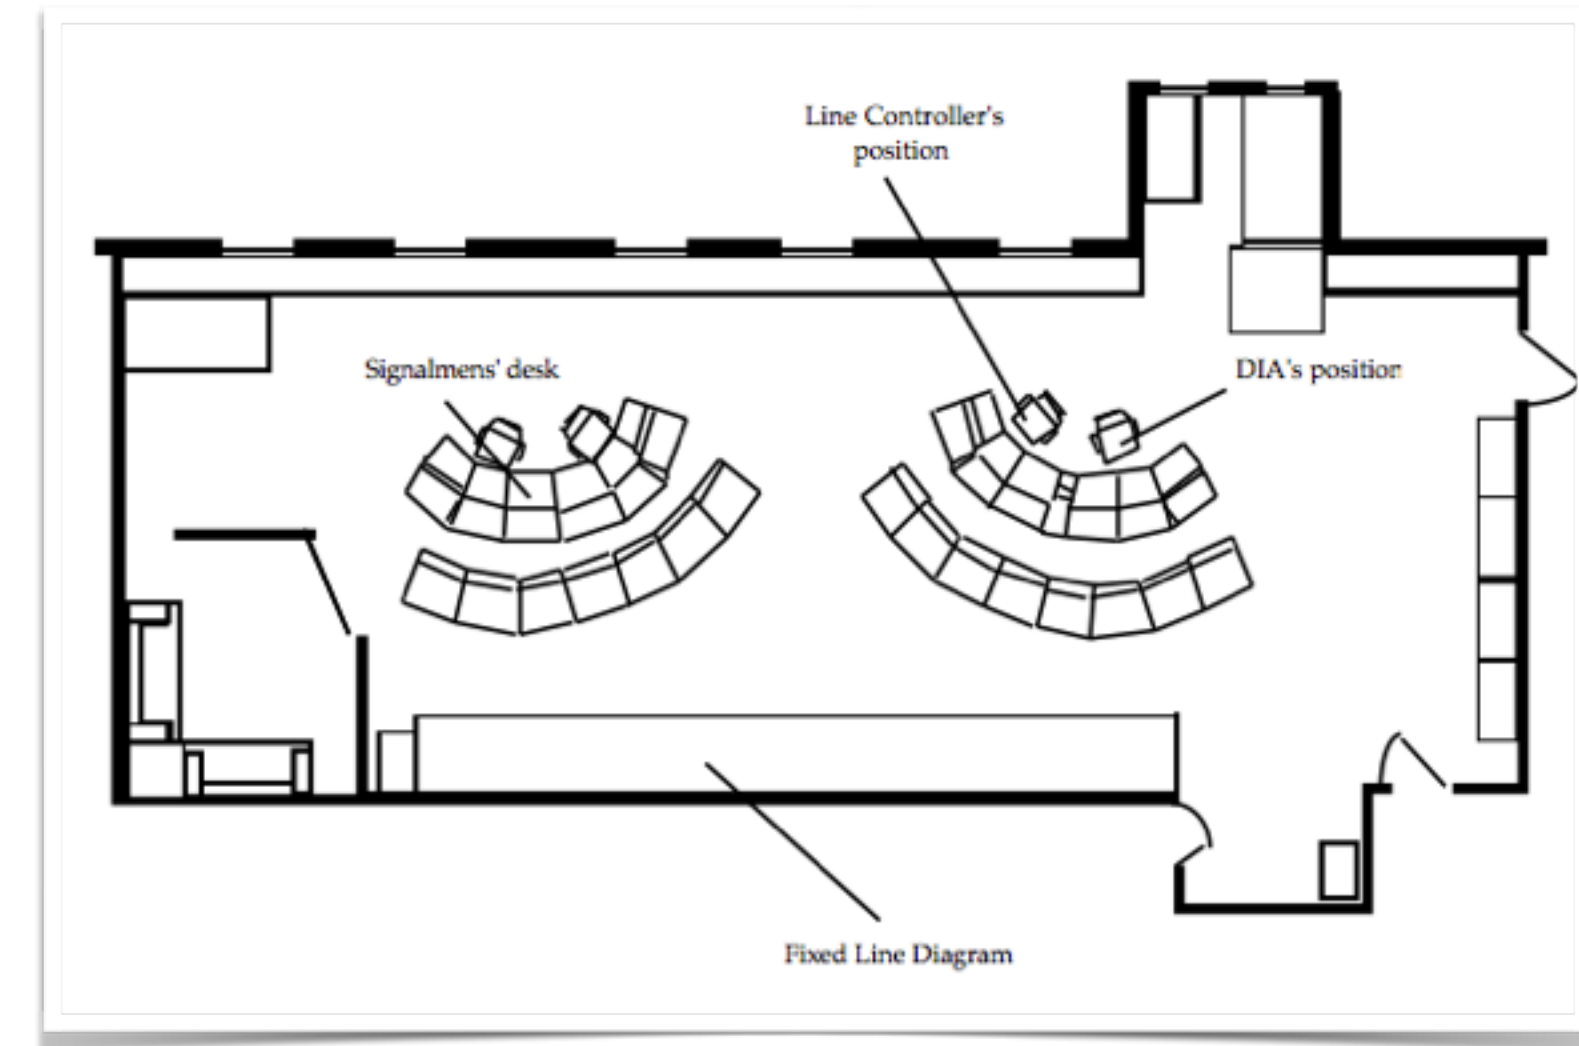 Line Controller's
position
Signalmens' desk
DIA's position
Fixed Line Diagram